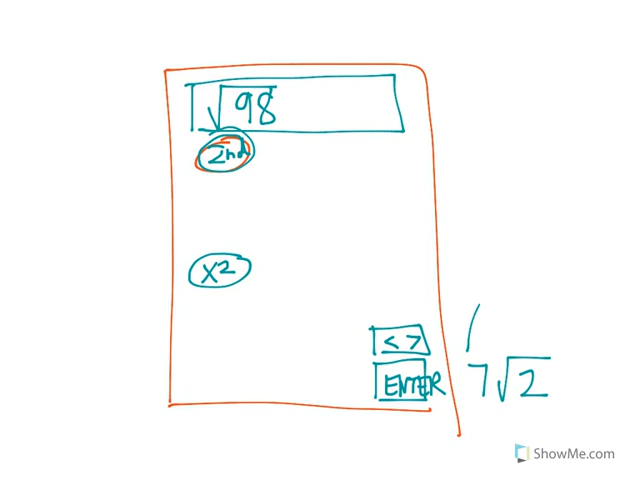 √98
2nd
x²
< >
ENTER
7√2
ShowMe.com